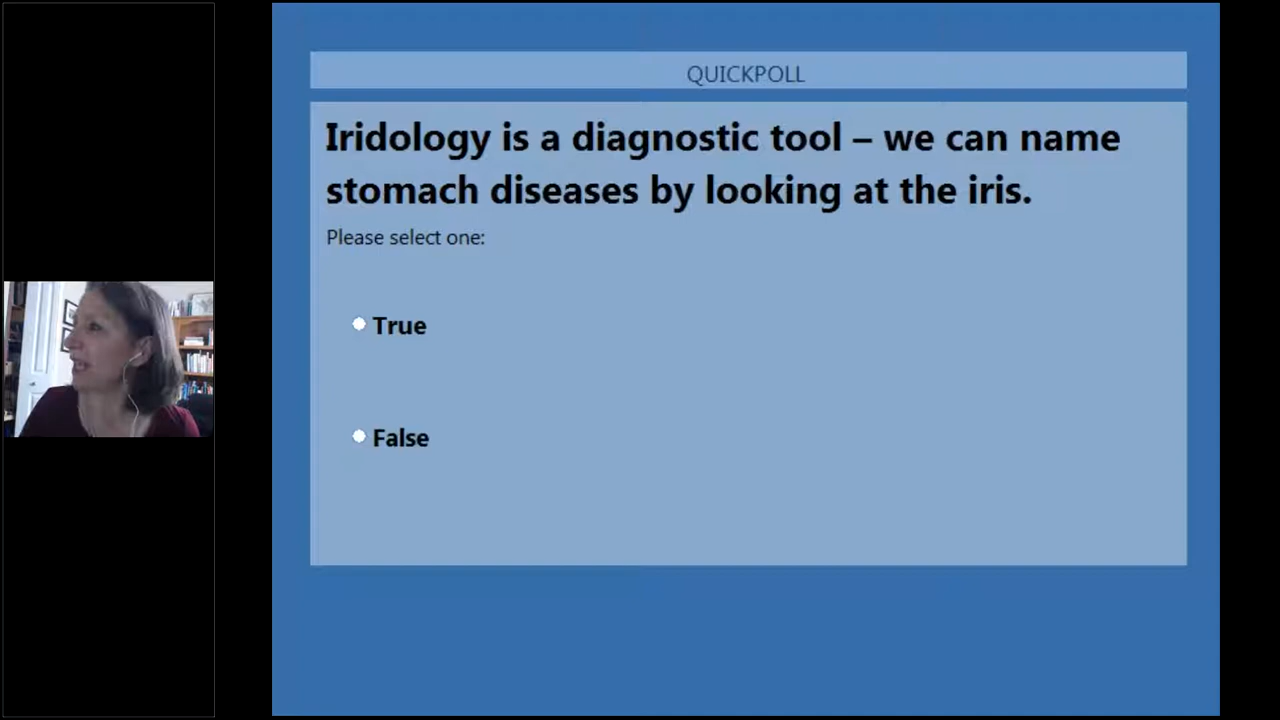 QUICKPOLL
Iridology is a diagnostic tool – we can name
stomach diseases by looking at the iris.
Please select one:
True
False